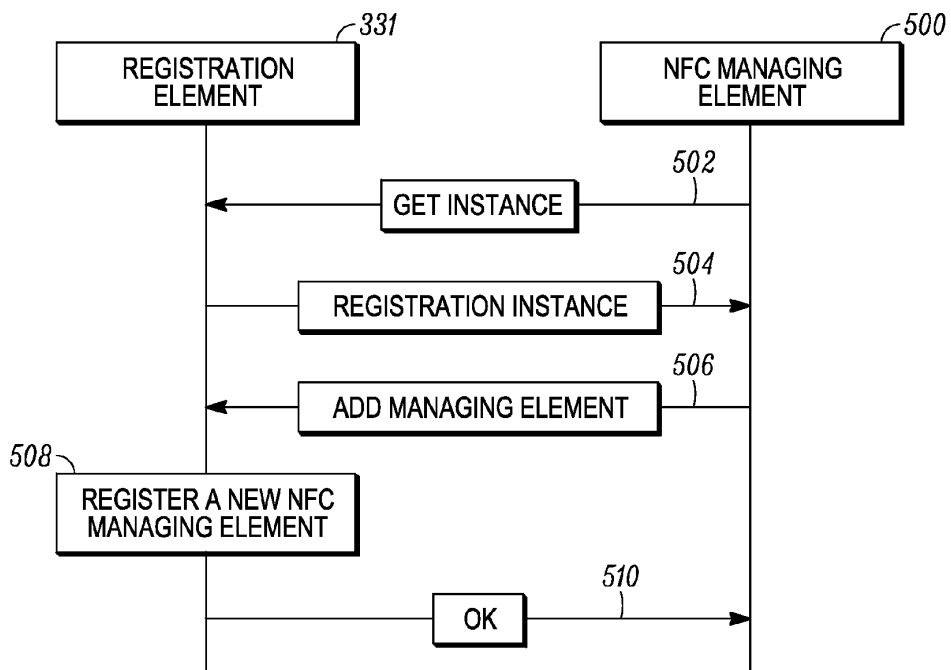 331
500
REGISTRATION
ELEMENT
NFC MANAGING
ELEMENT
502
GET INSTANCE
504
REGISTRATION INSTANCE
506
ADD MANAGING ELEMENT
508
REGISTER A NEW NFC
MANAGING ELEMENT
510
OK